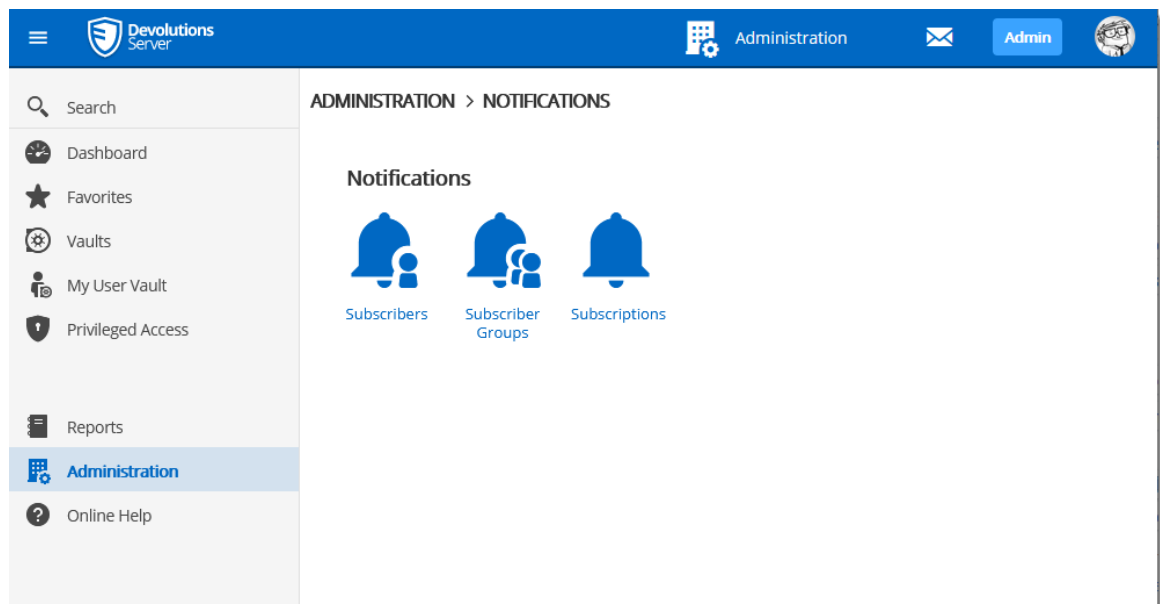 Devolutions
Server
Administration
Admin
Search
Dashboard
Favorites
Vaults
My User Vault
Privileged Access
Reports
Administration
Online Help
ADMINISTRATION > NOTIFICATIONS
Notifications
Subscribers
Subscriber
Groups
Subscriptions